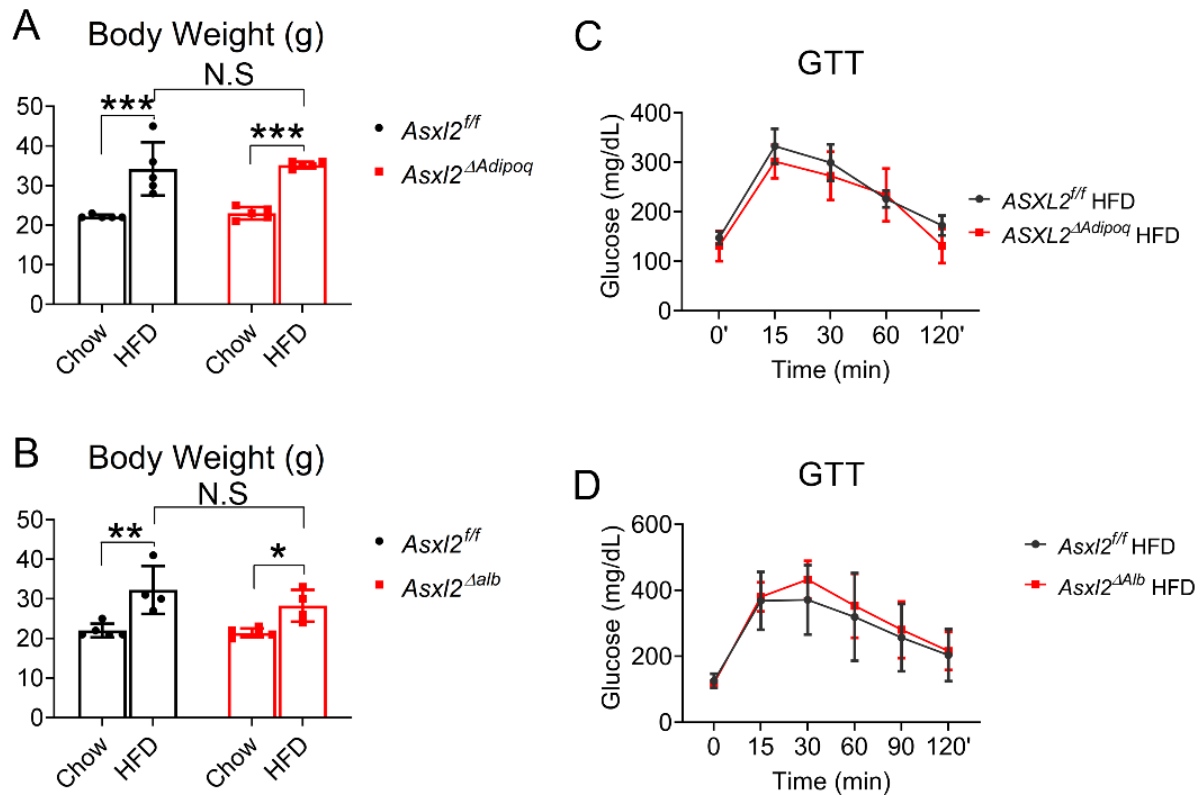 A
Body Weight (g)
N.S
***
***
50
40
30
20
10
0
Chow
HFD
Chow
HFD
Asxl2f/f
Asxl2ΔAdipoq
C
GTT
Glucose (mg/dL)
400
300
200
100
0
0'
15
30
60
120'
Time (min)
ASXL2f/f HFD
ASXL2ΔAdipoq HFD
B
Body Weight (g)
N.S
**
*
50
40
30
20
10
0
Chow
HFD
Chow
HFD
Asxl2f/f
Asxl2Δalb
D
GTT
Glucose (mg/dL)
600
400
200
0
0
15
30
60
90
120'
Time (min)
Asxl2f/f HFD
Asxl2ΔAlb HFD